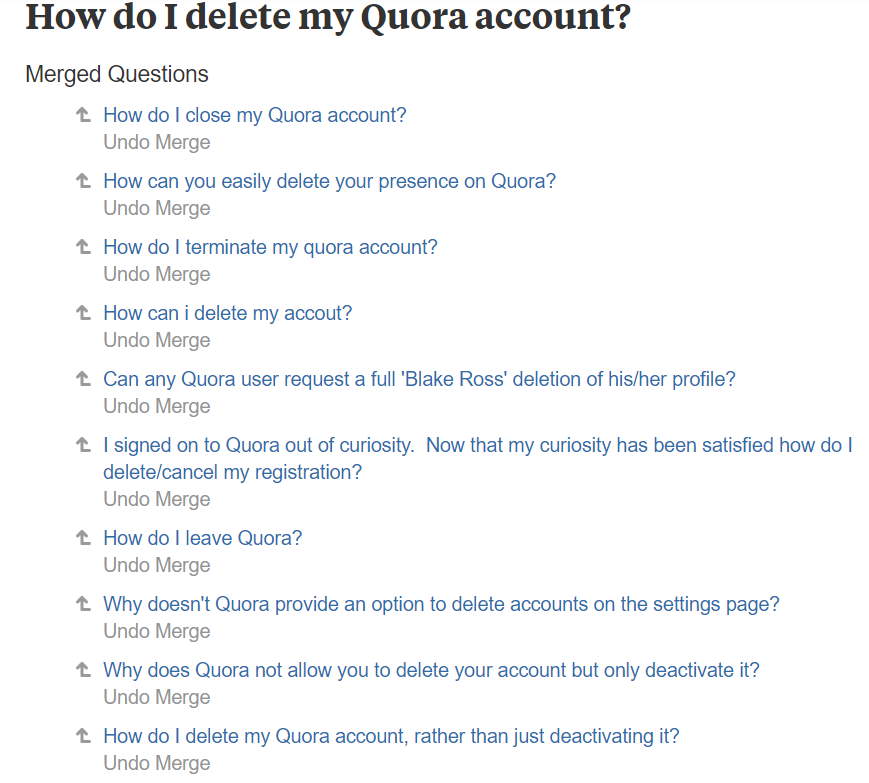 How do I delete my Quora account?
Merged Questions
How do I close my Quora account?
Undo Merge
How can you easily delete your presence on Quora?
Undo Merge
How do I terminate my quora account?
Undo Merge
How can i delete my accout?
Undo Merge
Can any Quora user request a full 'Blake Ross' deletion of his/her profile?
Undo Merge
I signed on to Quora out of curiosity.  Now that my curiosity has been satisfied how do I
delete/cancel my registration?
Undo Merge
How do I leave Quora?
Undo Merge
Why doesn't Quora provide an option to delete accounts on the settings page?
Undo Merge
Why does Quora not allow you to delete your account but only deactivate it?
Undo Merge
How do I delete my Quora account, rather than just deactivating it?
Undo Merge